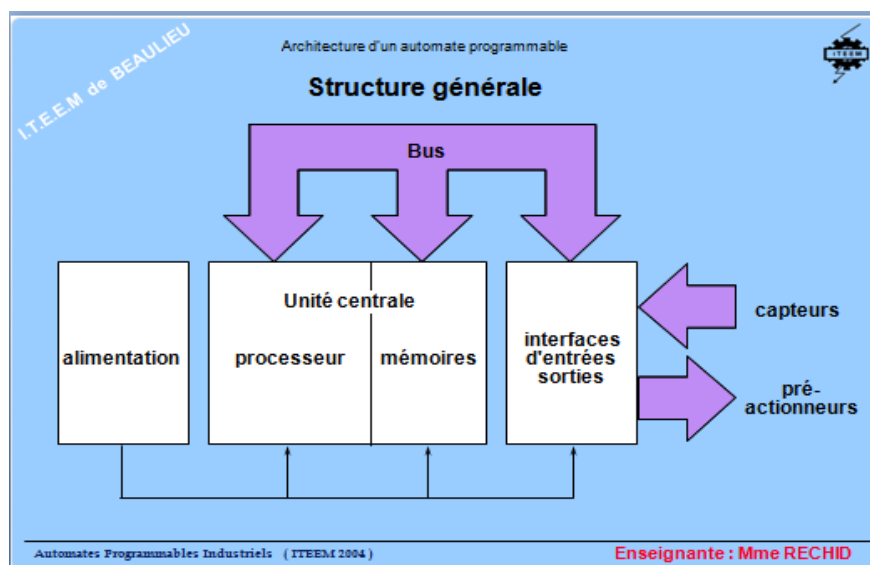 I.T.E.E.M de BEAULIEU
Architecture d'un automate programmable
ITEEM
Structure générale
Bus
Unité centrale
alimentation
processeur
mémoires
interfaces
d'entrées
sorties
capteurs
pré-
actionneurs
Automates Programmables Industriels ( ITEEM 2004 )
Enseignante : Mme RECHID